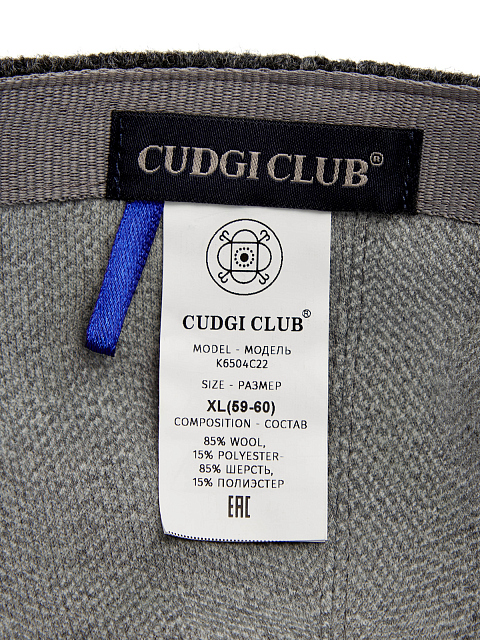 CUDGI CLUB®
CUDGI CLUB®
MODEL - МОДЕЛЬ
K6504C22
SIZE - РАЗМЕР
XL(59-60)
COMPOSITION - СОСТАВ
85% WOOL,
15% POLYESTER-
85% ШЕРСТЬ,
15% ПОЛИЭСТЕР
EAC